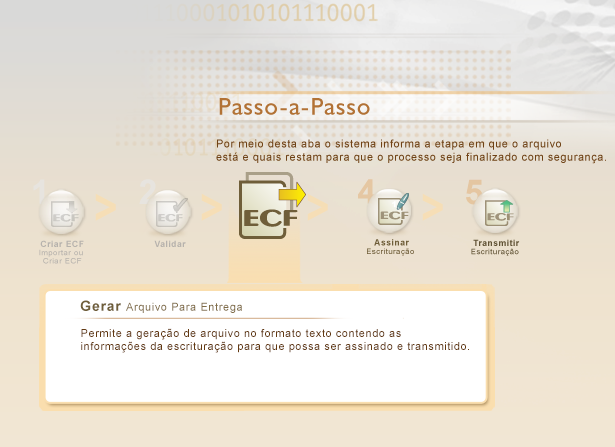 0001010101110001
Passo-a-Passo
Por meio desta aba o sistema informa a etapa em que o arquivo
está e quais restam para que o processo seja finalizado com segurança.
101
1
2
4
5
ECF
ECF
ECF
ECF
ECF
Criar ECF
Importar ou
Criar ECF
Validar
Assinar
Escrituração
Transmitir
Escrituração
Gerar Arquivo Para Entrega
Permite a geração de arquivo no formato texto contendo as
informações da escrituração para que possa ser assinado e transmitido.